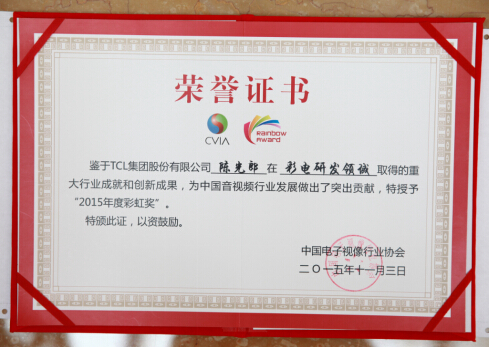 荣誉证书
CVIA
Rainbow
Award
鉴于TCL集团股份有限公司 陈光郎 在 彩电研发领诚 取得的重
大行业成就和创新成果，为中国音视频行业发展做出了突出贡献，特授予
“2015年度彩虹奖”。
特颁此证，以资鼓励。
中国电子视像行业协会
二〇一五年十一月三日